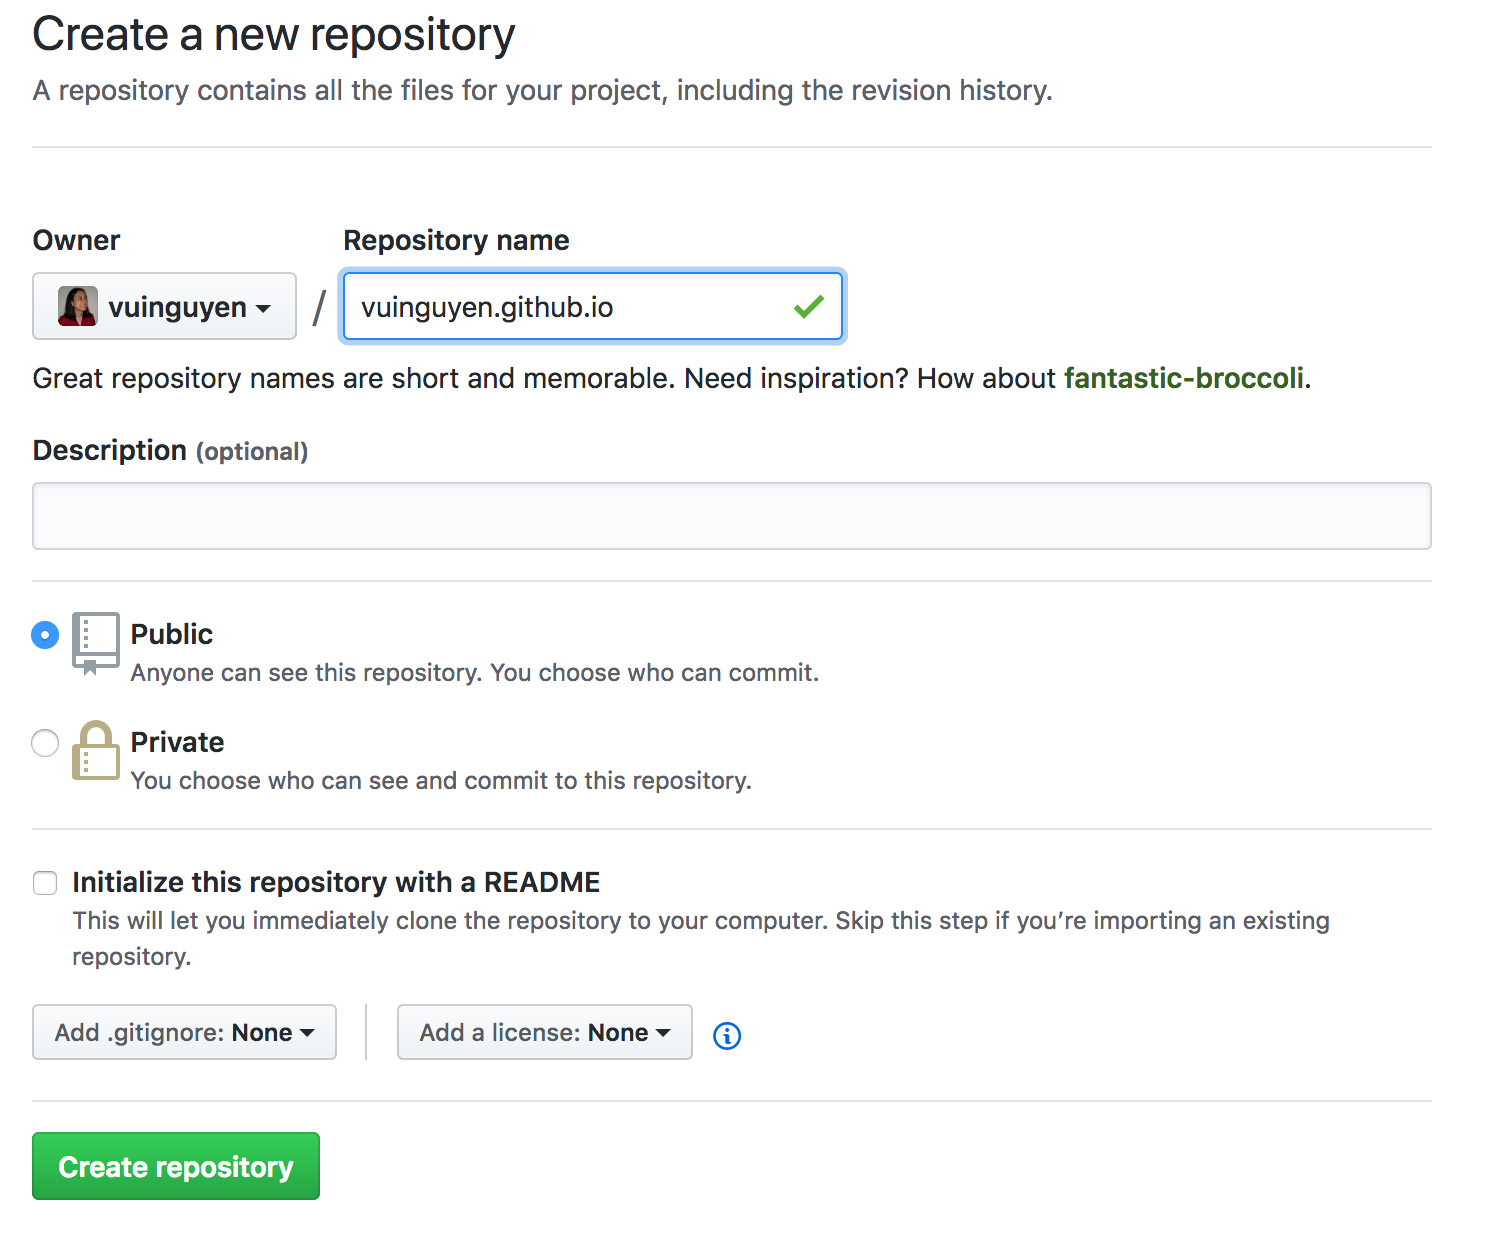 Create a new repository
A repository contains all the files for your project, including the revision history.
Owner Repository name
vuinguyen / vuinguyen.github.io
Great repository names are short and memorable. Need inspiration? How about fantastic-broccoli.
Description (optional)
Public
Anyone can see this repository. You choose who can commit.
Private
You choose who can see and commit to this repository.
Initialize this repository with a README
This will let you immediately clone the repository to your computer. Skip this step if you’re importing an existing
repository.
Add .gitignore: None Add a license: None
Create repository